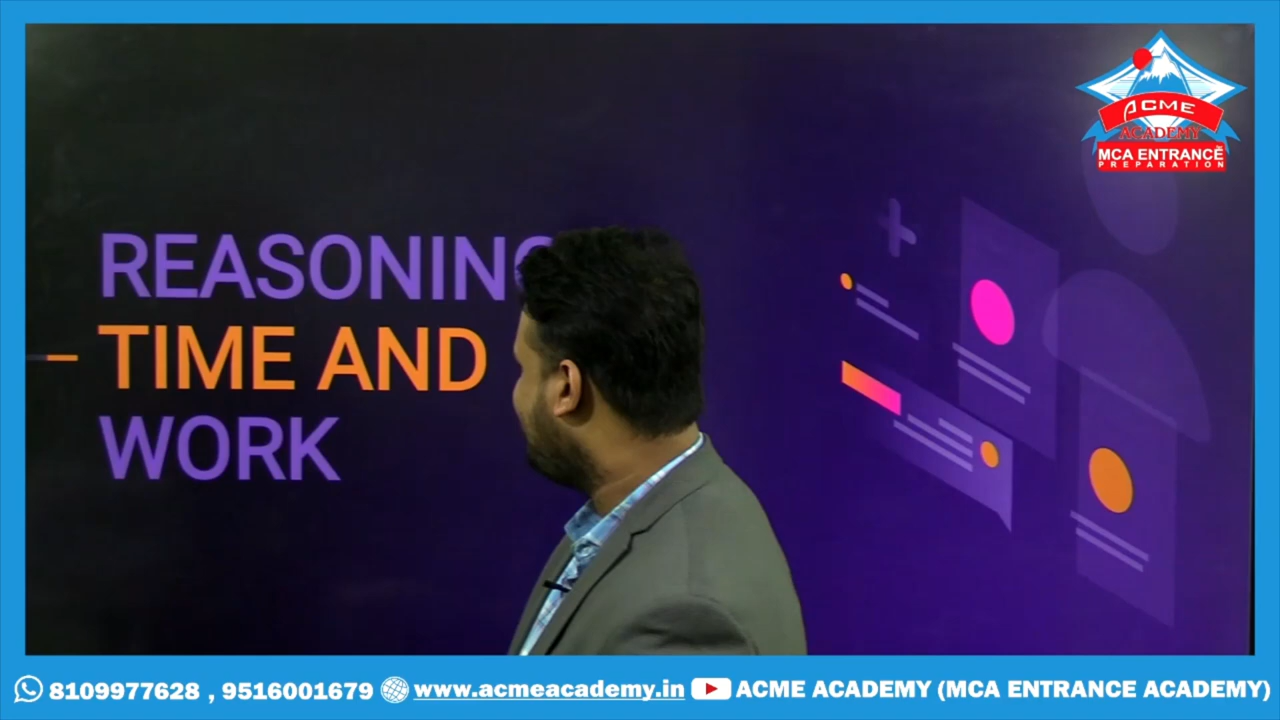 ACME
ACADEMY
MCA ENTRANCE
PREPARATION
REASONING
TIME AND
WORK
8109977628 , 9516001679 www.acmeacademy.in ACME ACADEMY (MCA ENTRANCE ACADEMY)